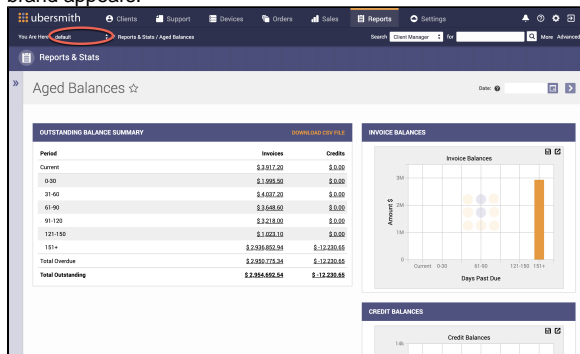 brand appears.
ubersmith Clients Support Devices Orders Sales Reports Settings
You Are Here: default Reports & Stats / Aged Balances Search Client Manager for More Advanced
Reports & Stats
Aged Balances Date:
OUTSTANDING BALANCE SUMMARY DOWNLOAD CSV FILE
Period Invoices Credits
Current $ 3,917.20 $ 0.00
0-30 $ 1,995.50 $ 0.00
31-60 $ 4,037.20 $ 0.00
61-90 $ 3,648.60 $ 0.00
91-120 $ 3,218.00 $ 0.00
121-150 $ 1,023.10 $ 0.00
151+ $ 2,936,852.94 $ -12,230.65
Total Overdue $ 2,950,775.34 $ -12,230.65
Total Outstanding $ 2,954,692.54 $ -12,230.65
INVOICE BALANCES
Invoice Balances
3M
2M
1M
0
Amount $
Current 0-30 61-90 121-150 151+
Days Past Due
CREDIT BALANCES
Credit Balances
14k